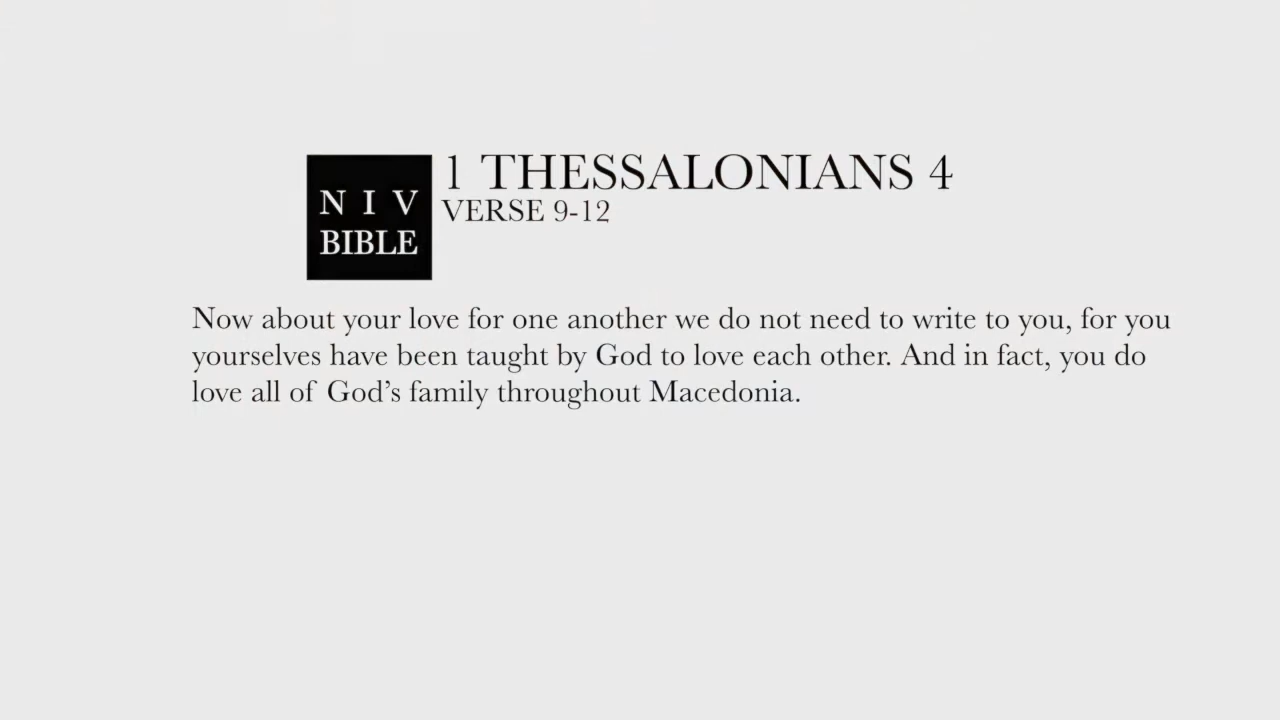 N I V
BIBLE
1 THESSALONIANS 4
VERSE 9-12
Now about your love for one another we do not need to write to you, for you
yourselves have been taught by God to love each other. And in fact, you do
love all of God’s family throughout Macedonia.